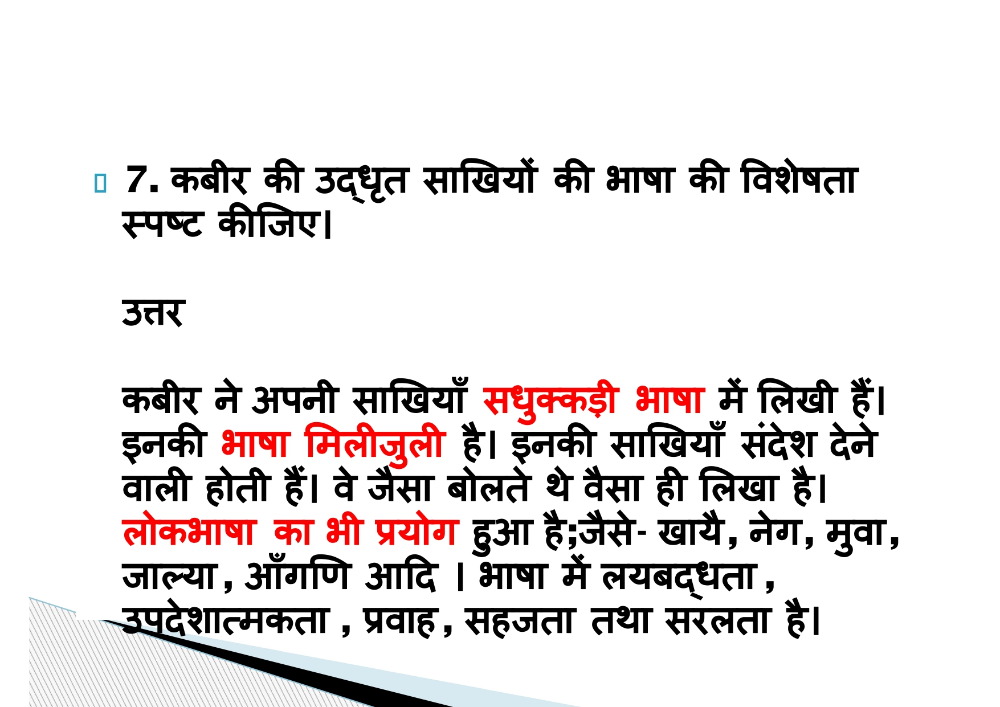 7. कबीर की उद्धृत साखियों की भाषा की विशेषता
स्पष्ट कीजिए।
उत्तर
कबीर ने अपनी साखियाँ सधुक्कड़ी भाषा में लिखी हैं।
इनकी भाषा मिलीजुली है। इनकी साखियाँ संदेश देने
वाली होती हैं। वे जैसा बोलते थे वैसा ही लिखा है।
लोकभाषा का भी प्रयोग हुआ है;जैसे- खायै, नेग, मुवा,
जाल्या, आँगणि आदि । भाषा में लयबद्धता,
उपदेशात्मकता, प्रवाह, सहजता तथा सरलता है।